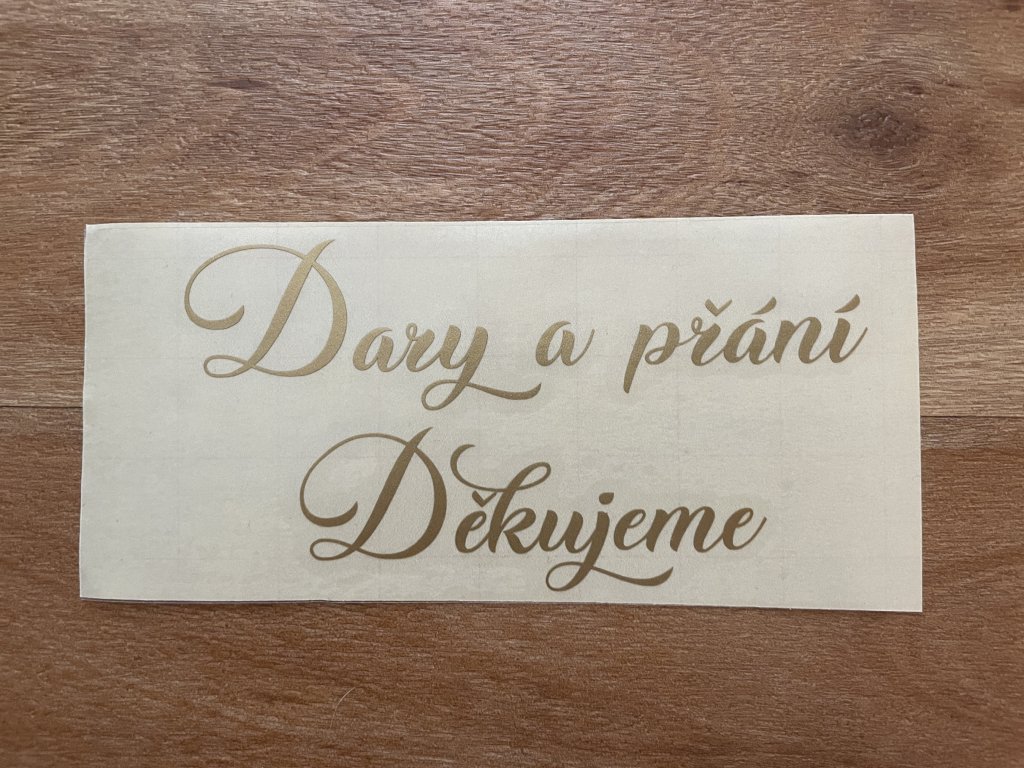 Dary a přání
Děkujeme